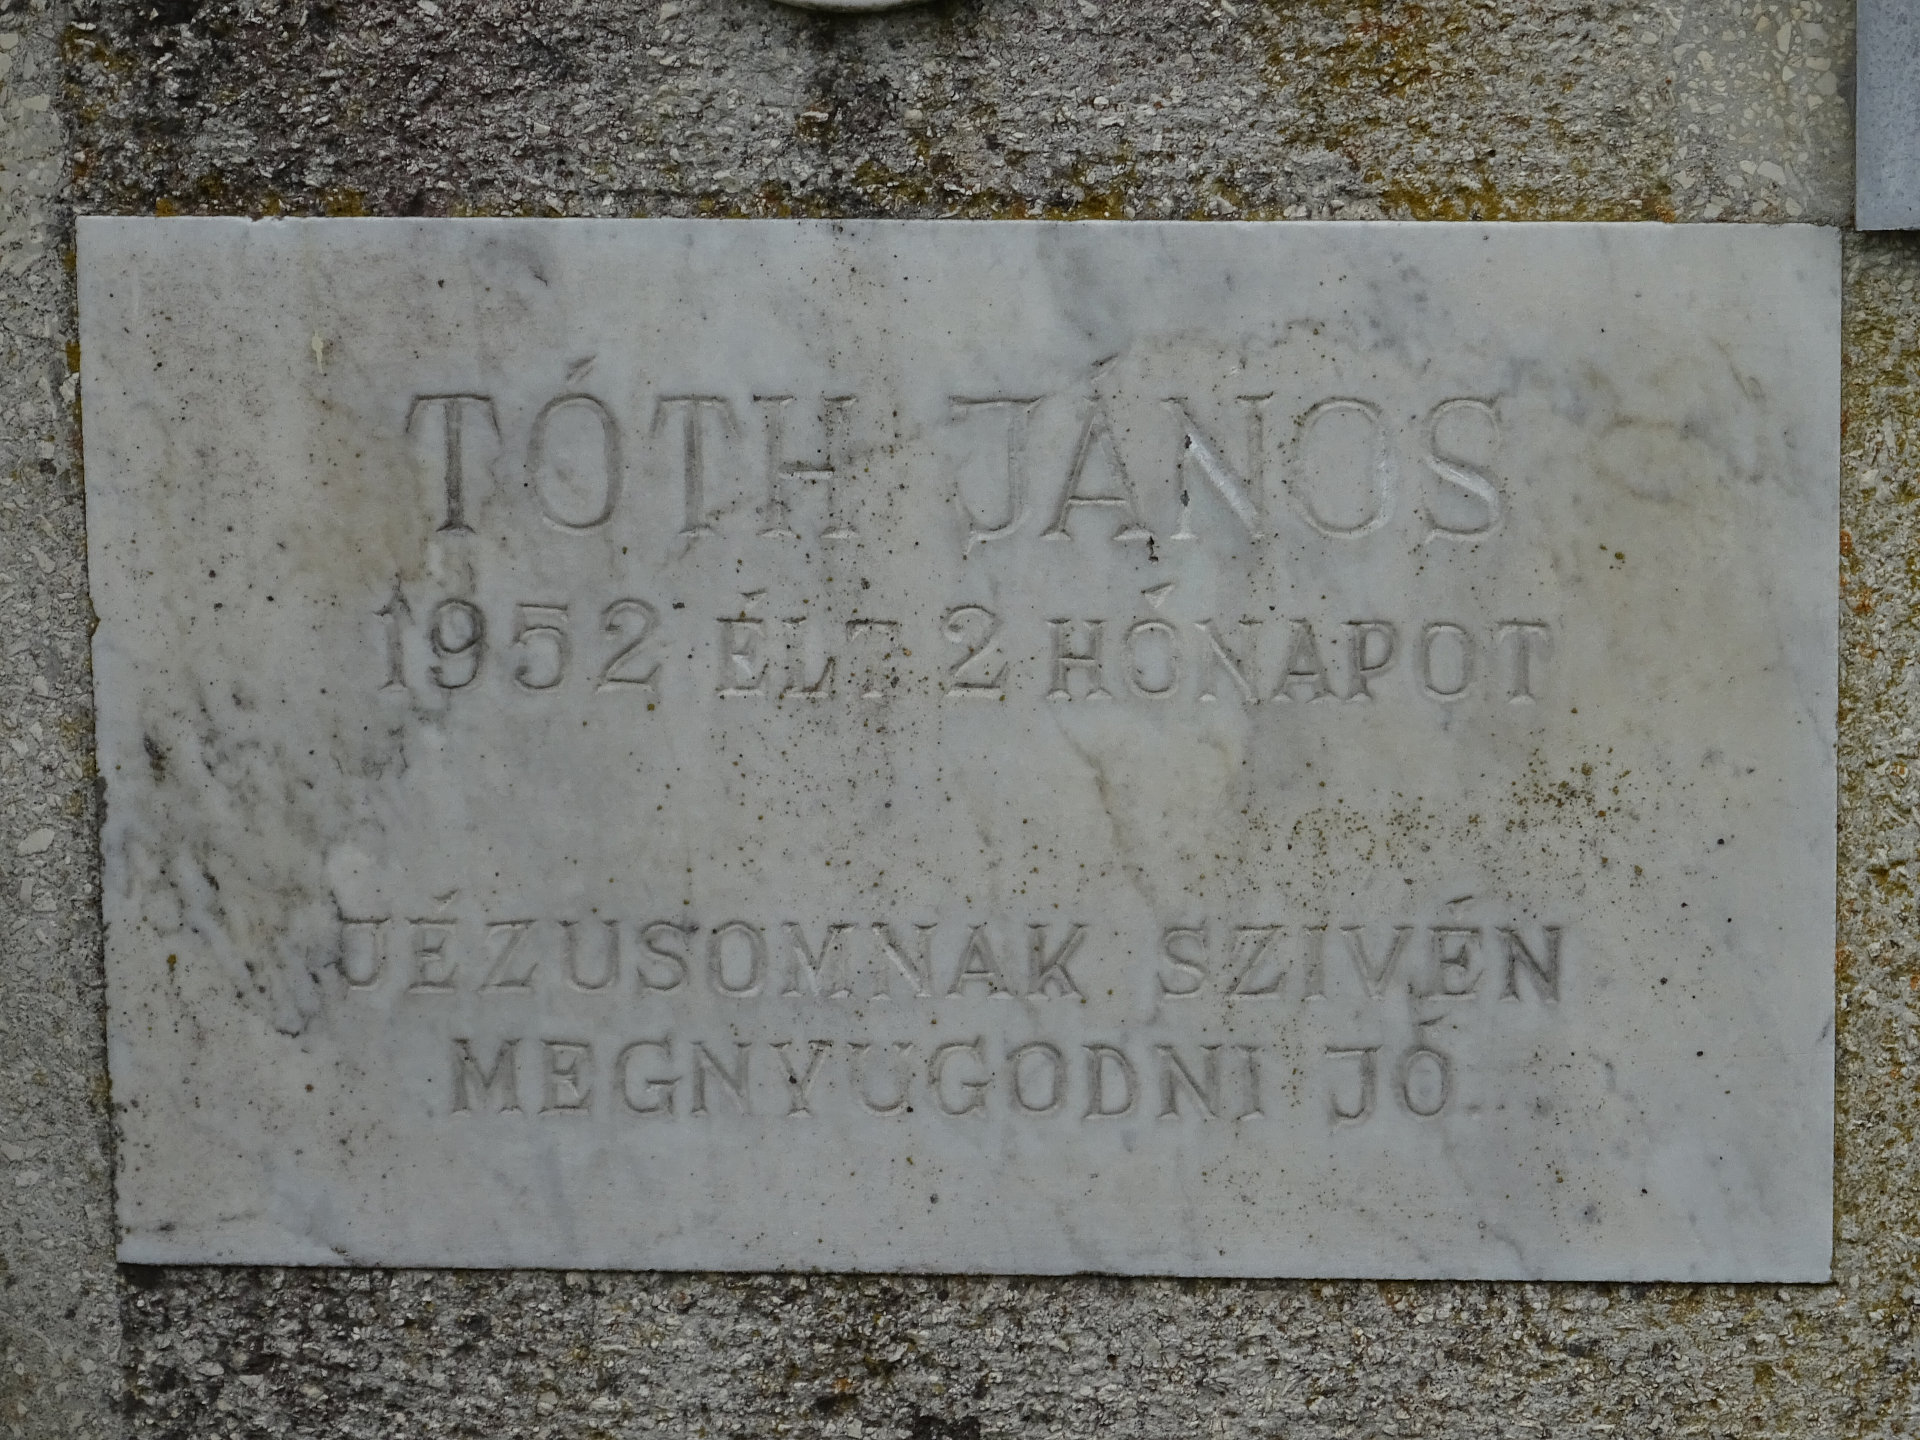 TÓTH JÁNOS
1952 ÉLT 2 HÓNAPOT
JÉZUSOMNAK SZIVÉN
MEGNYUGODNI JÓ